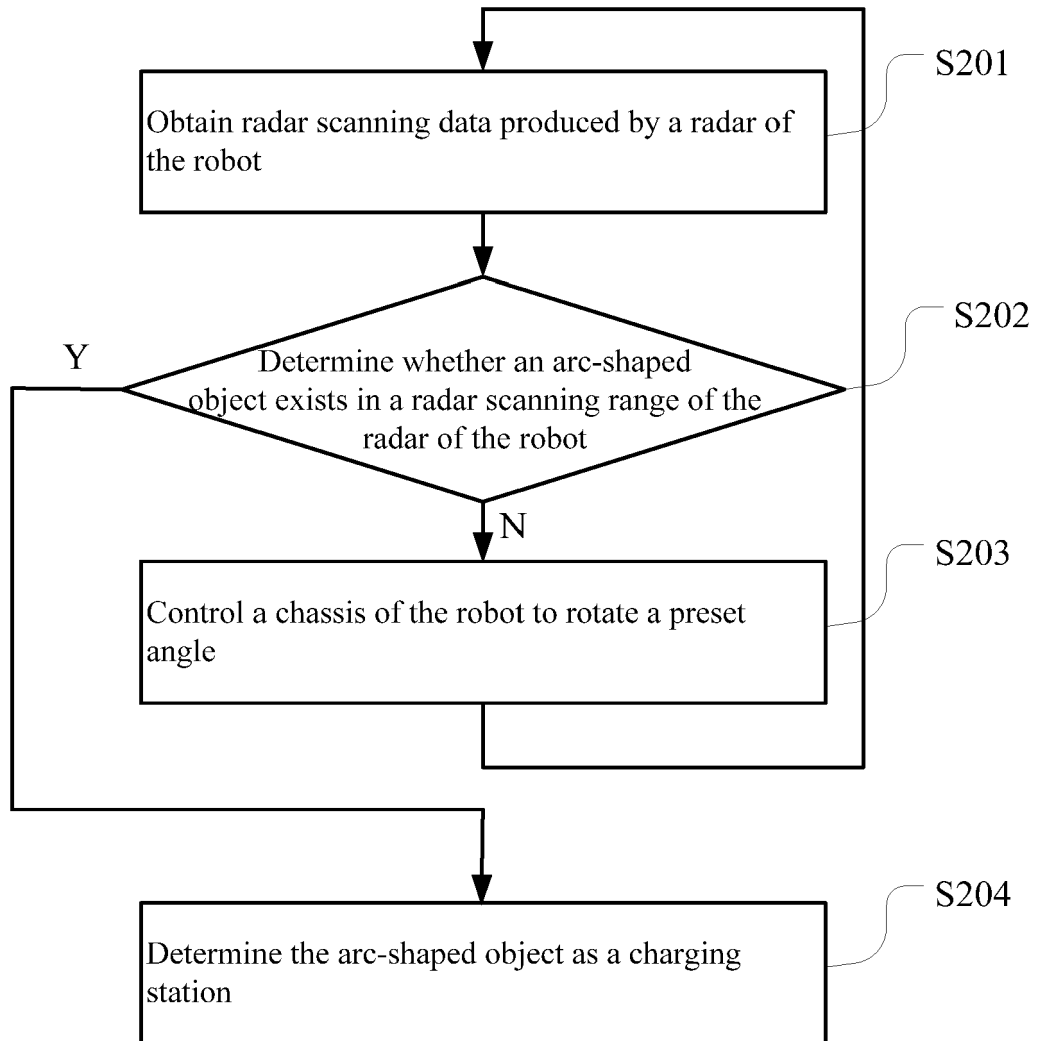 S201
Obtain radar scanning data produced by a radar of
the robot
S202
Y
Determine whether an arc-shaped
object exists in a radar scanning range of the
radar of the robot
N
S203
Control a chassis of the robot to rotate a preset
angle
S204
Determine the arc-shaped object as a charging
station